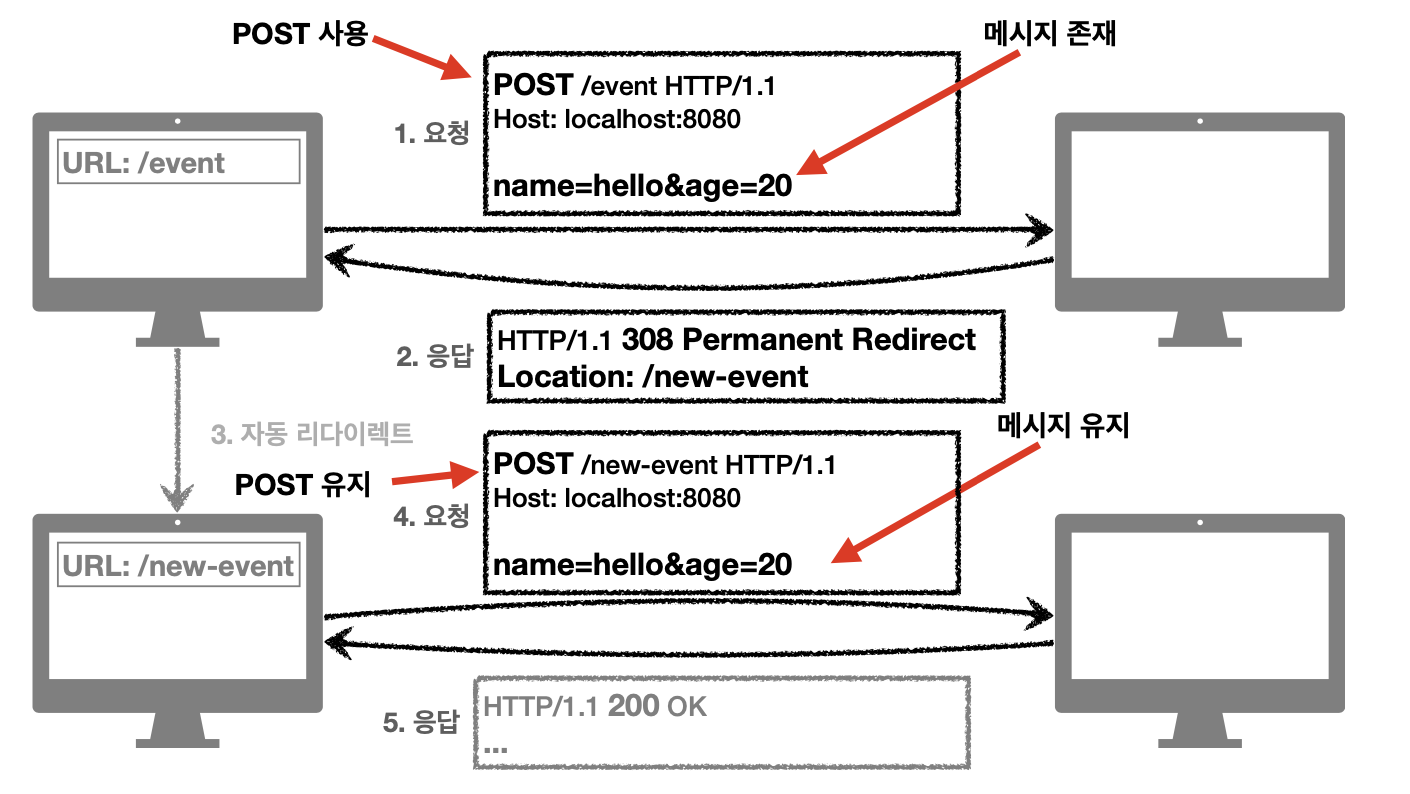 POST 사용
메시지 존재
POST /event HTTP/1.1
Host: localhost:8080
1. 요청
name=hello&age=20
URL: /event
2. 응답
HTTP/1.1 308 Permanent Redirect
Location: /new-event
3. 자동 리다이렉트
메시지 유지
POST 유지
POST /new-event HTTP/1.1
Host: localhost:8080
4. 요청
name=hello&age=20
URL: /new-event
5. 응답
HTTP/1.1 200 OK
...